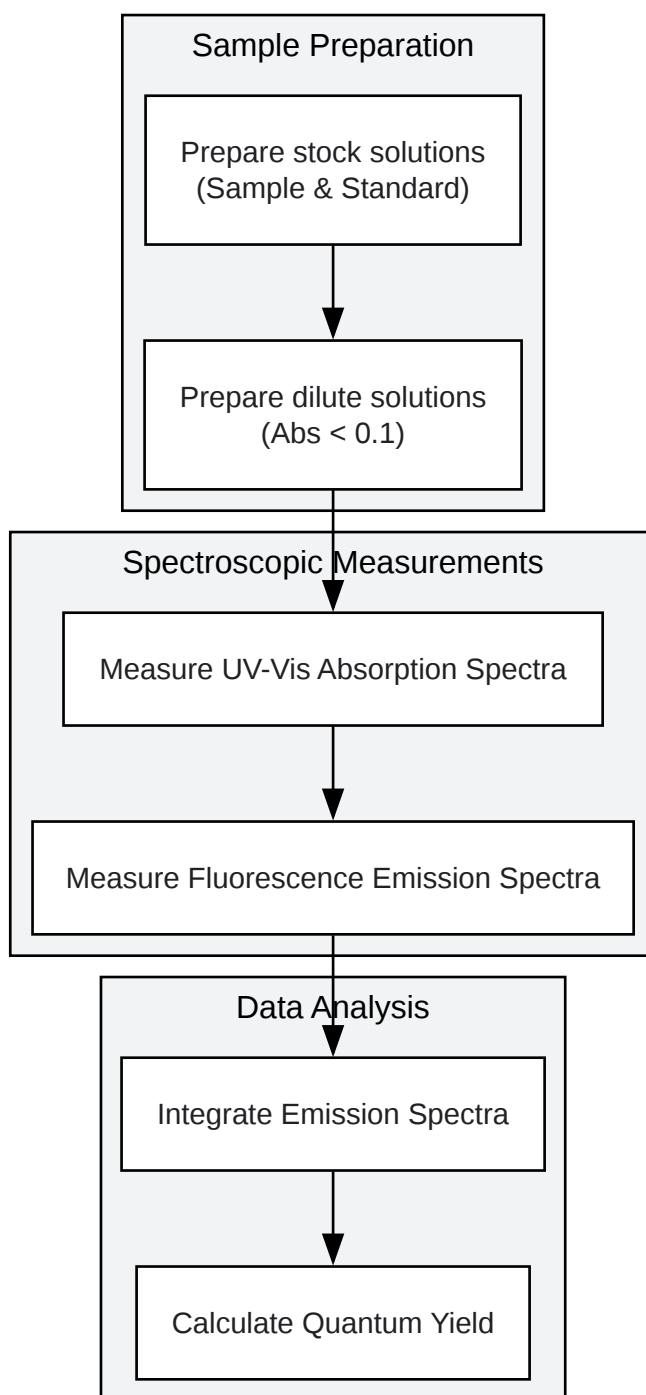 Sample Preparation
Prepare stock solutions
(Sample & Standard)
Prepare dilute solutions
(Abs < 0.1)
Spectroscopic Measurements
Measure UV-Vis Absorption Spectra
Measure Fluorescence Emission Spectra
Data Analysis
Integrate Emission Spectra
Calculate Quantum Yield